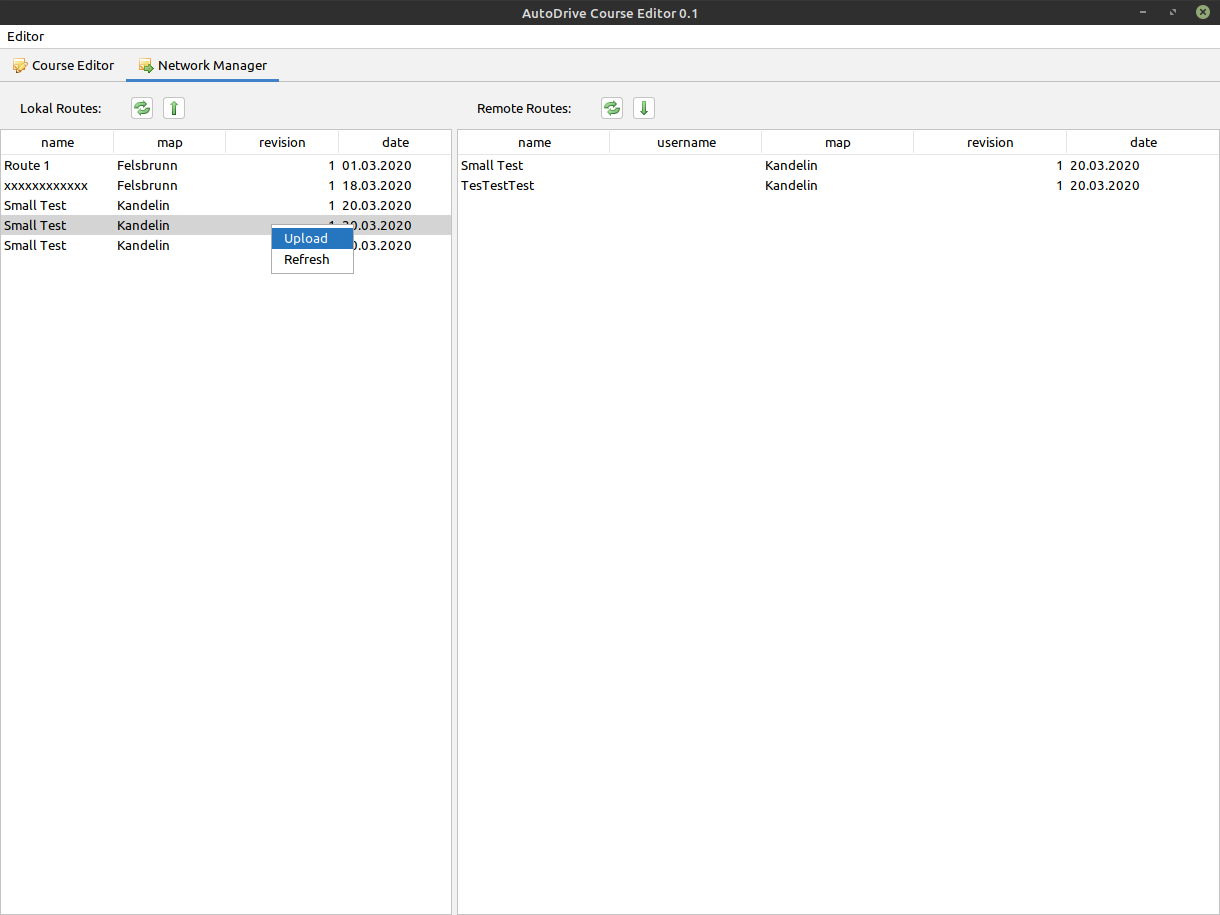 AutoDrive Course Editor 0.1
Editor
Course Editor Network Manager
Lokal Routes: Remote Routes:
name map revision date name username map revision date
Route 1 Felsbrunn 1 01.03.2020 Small Test Kandelin 1 20.03.2020
xxxxxxxxxxxx Felsbrunn 1 18.03.2020 TesTestTest Kandelin 1 20.03.2020
Small Test Kandelin 1 20.03.2020
Small Test Kandelin 0.03.2020
Upload
Small Test Kandelin 0.03.2020
Refresh